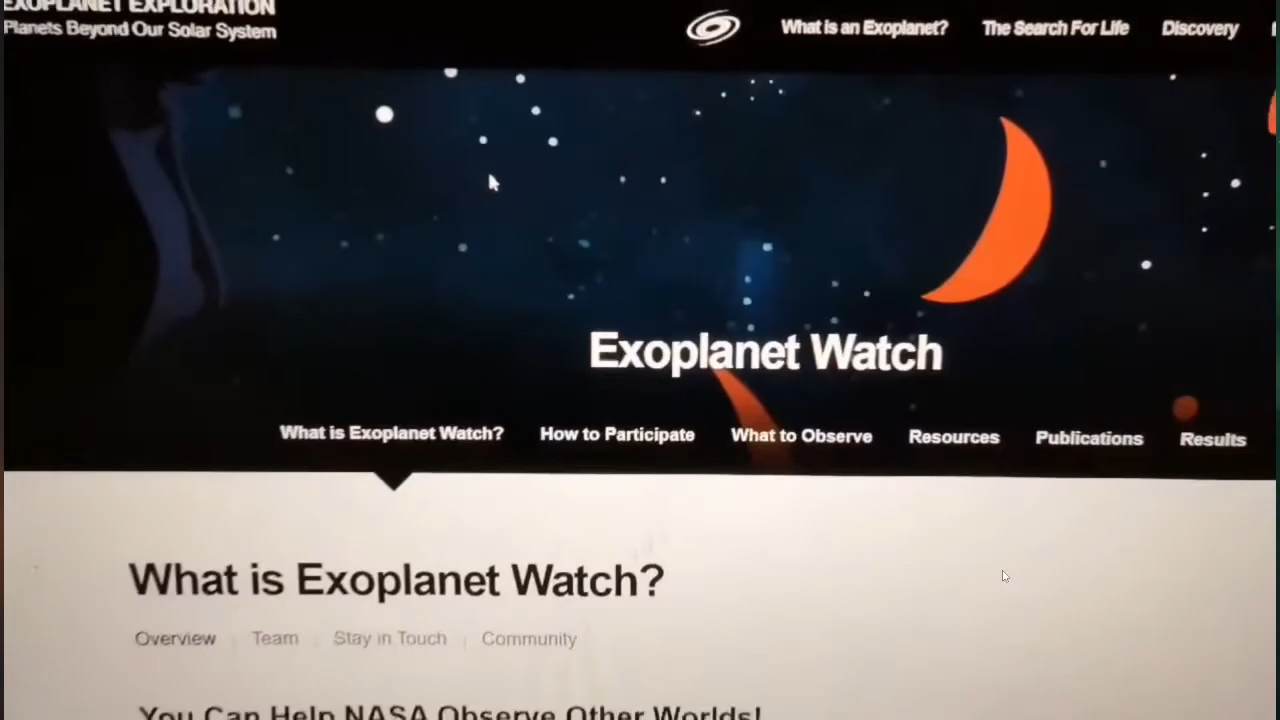 EXOPLANET EXPLORATION
Planets Beyond Our Solar System
What is an Exoplanet? The Search For Life Discovery
Exoplanet Watch
What is Exoplanet Watch? How to Participate What to Observe Resources Publications Results
What is Exoplanet Watch?
Overview Team Stay in Touch Community
You Can Help NASA Observe Other Worlds!